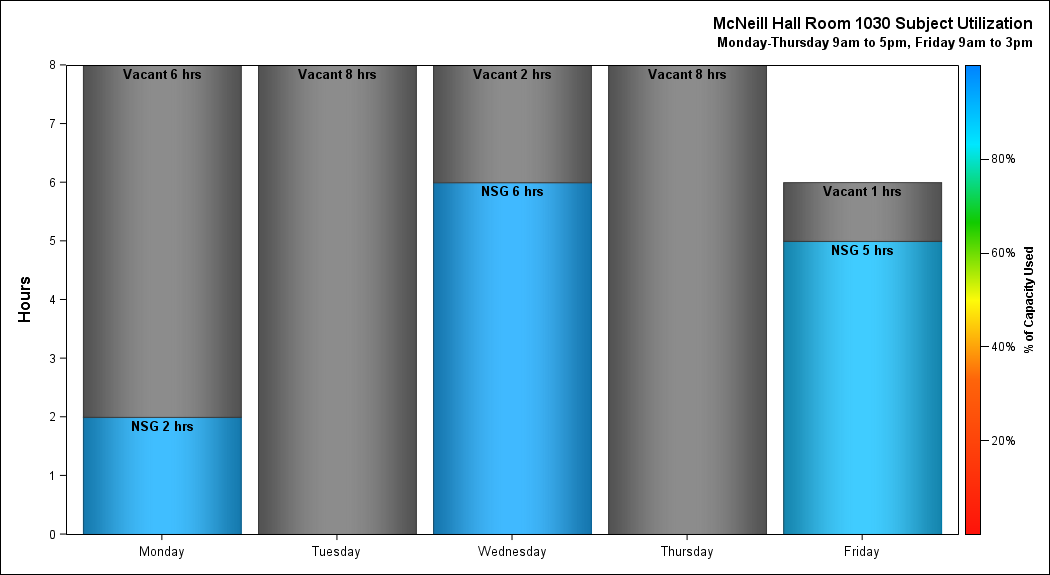 McNeill Hall Room 1030 Subject Utilization
Monday-Thursday 9am to 5pm, Friday 9am to 3pm
8
7
6
5
4
3
2
1
0
Hours
Vacant 6 hrs
NSG 2 hrs
Vacant 8 hrs
Vacant 2 hrs
NSG 6 hrs
Vacant 8 hrs
Vacant 1 hrs
NSG 5 hrs
Monday
Tuesday
Wednesday
Thursday
Friday
80%
60%
40%
20%
% of Capacity Used